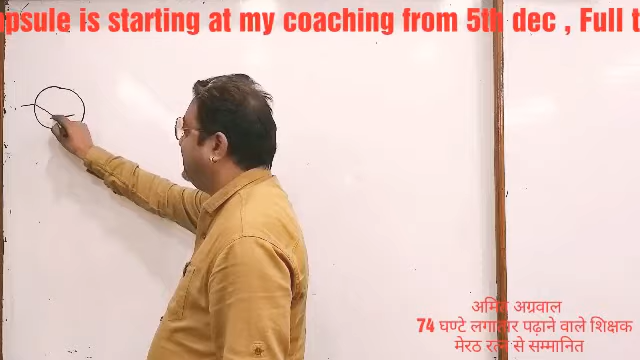 apsule is starting at my coaching from 5th dec , Full t
अमित अग्रवाल
74 घण्टे लगातार पढ़ाने वाले शिक्षक
मेरठ रत्न से सम्मानित